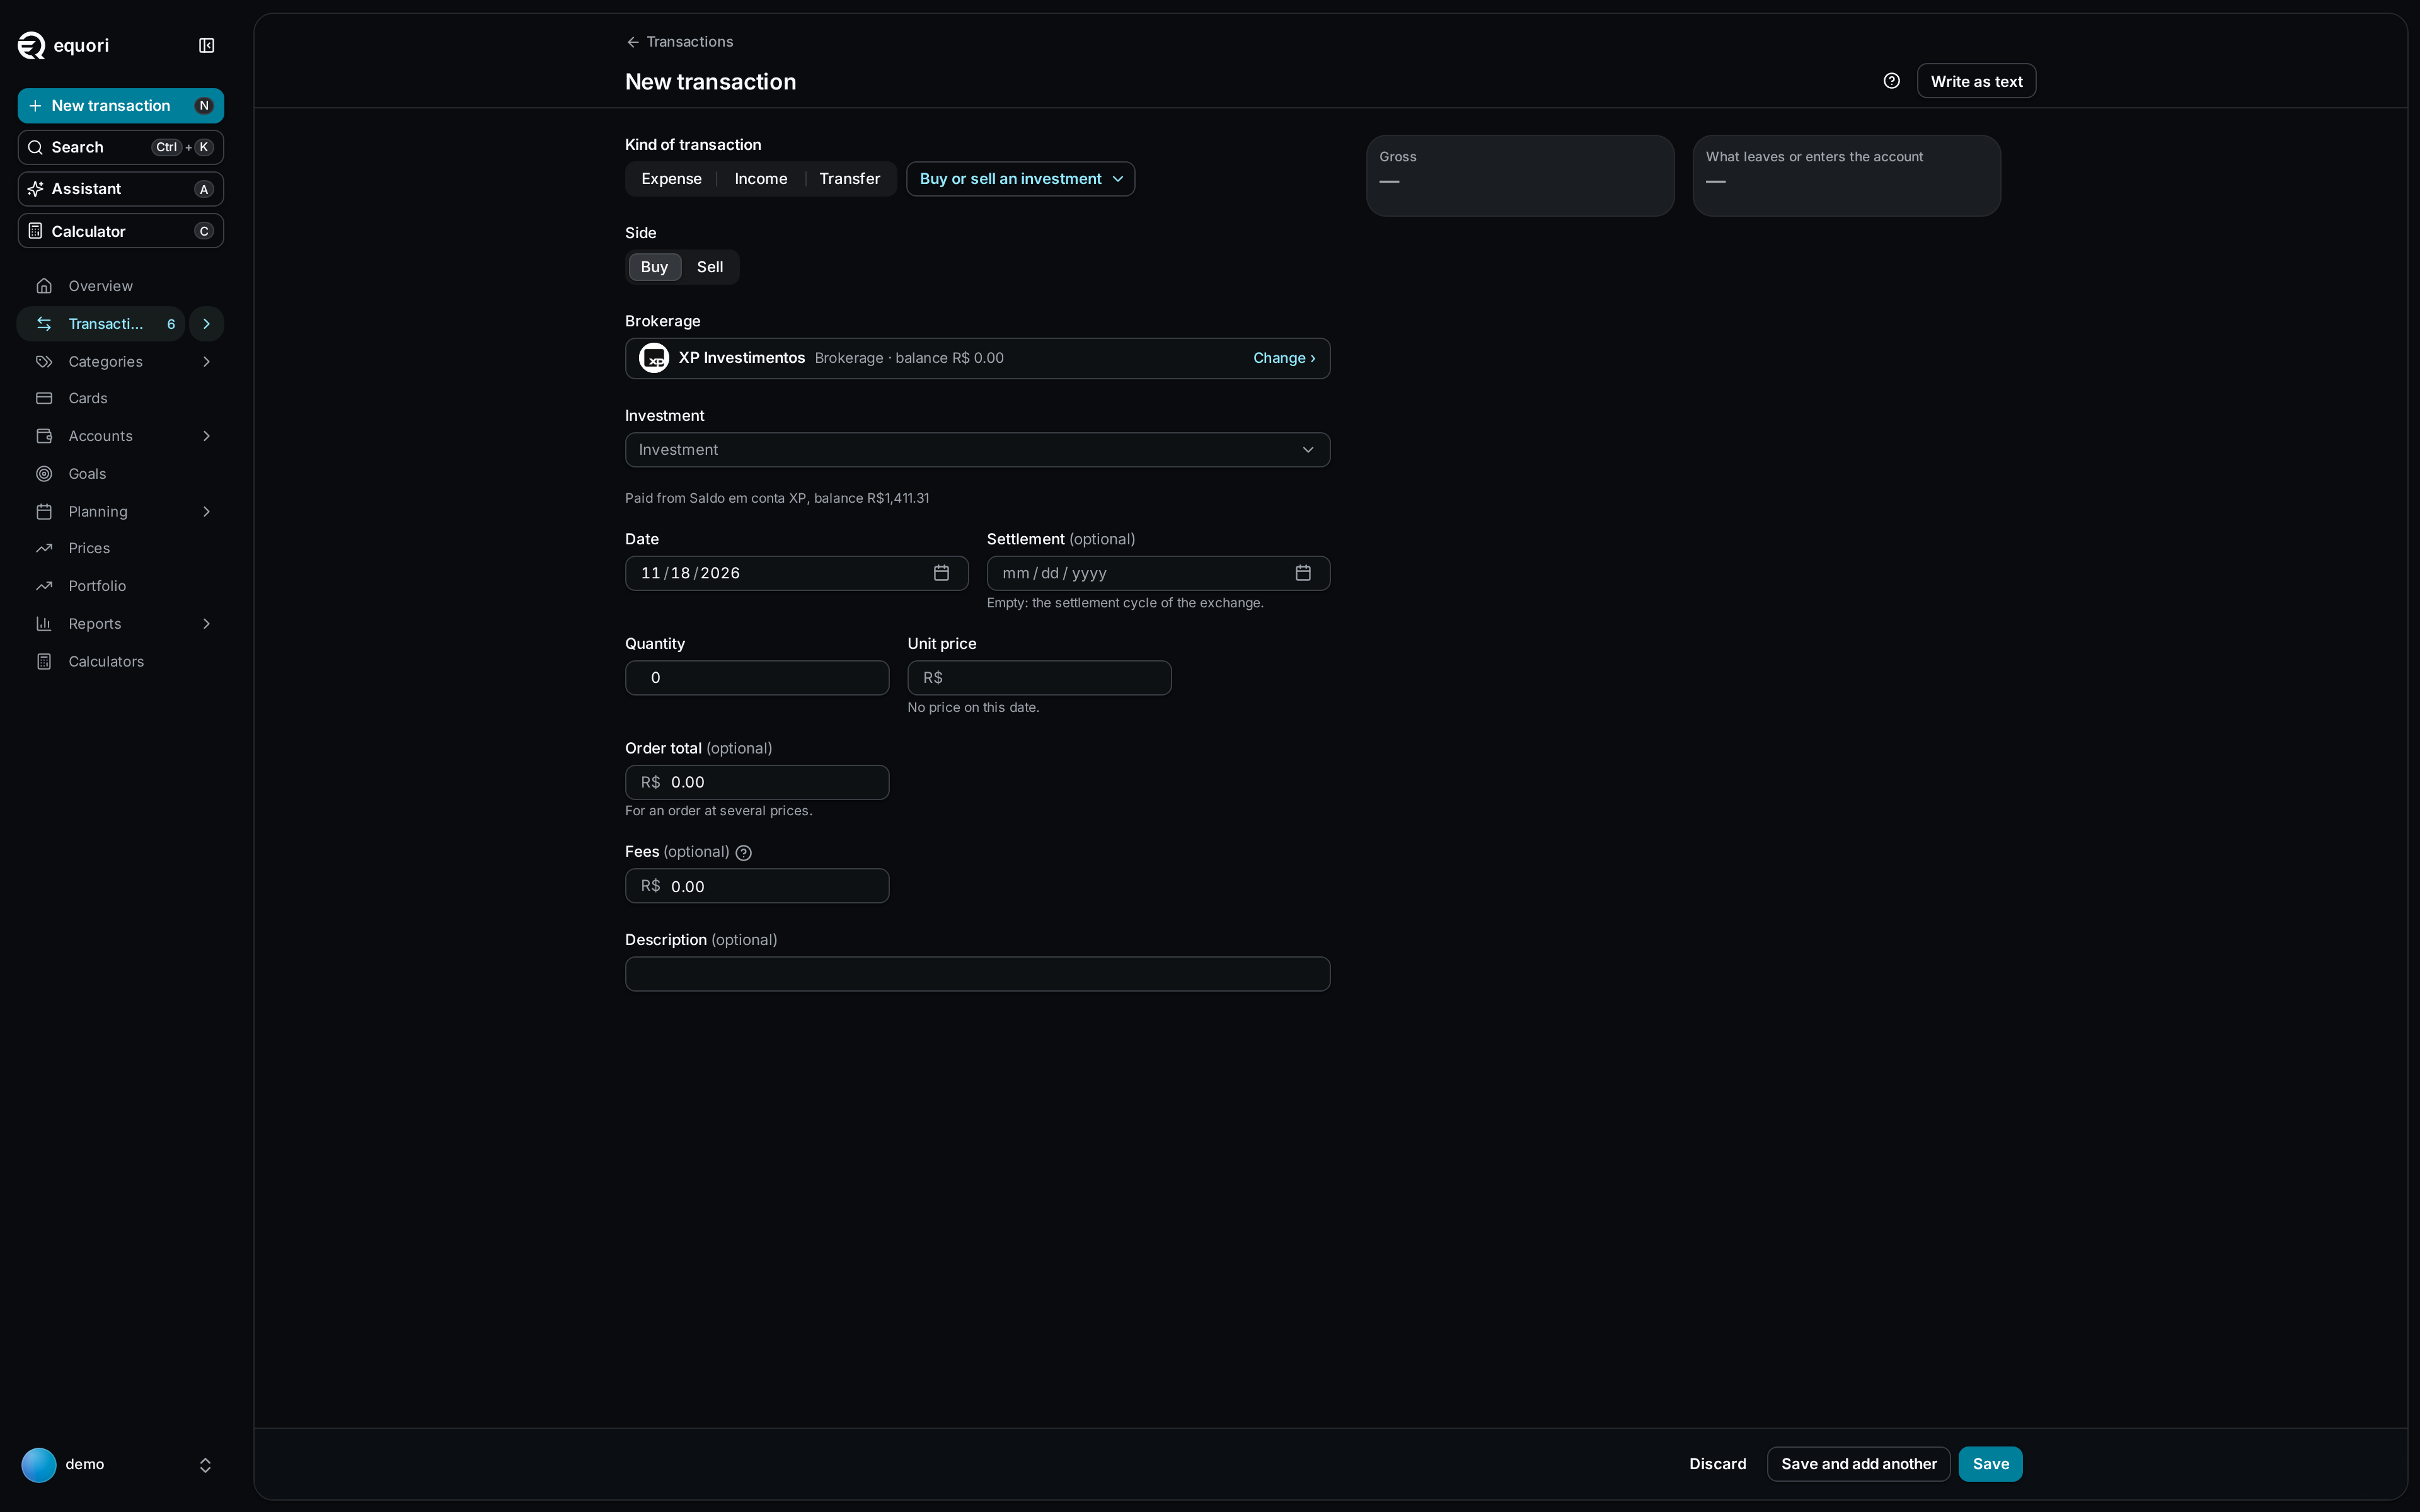 equori
New transaction N
Search Ctrl + K
Assistant A
Calculator C
Overview
Transacti... 6
Categories
Cards
Accounts
Goals
Planning
Prices
Portfolio
Reports
Calculators
demo
Transactions
New transaction
Write as text
Kind of transaction
Expense Income Transfer Buy or sell an investment
Side
Buy Sell
Brokerage
XP XP Investimentos Brokerage · balance R$ 0.00 Change ›
Investment
Investment
Paid from Saldo em conta XP, balance R$1,411.31
Date Settlement (optional)
11/18/2026 mm/dd/yyyy
Empty: the settlement cycle of the exchange.
Quantity Unit price
0 R$
No price on this date.
Order total (optional)
R$ 0.00
For an order at several prices.
Fees (optional)
R$ 0.00
Description (optional)
Gross
—
What leaves or enters the account
—
Discard Save and add another Save